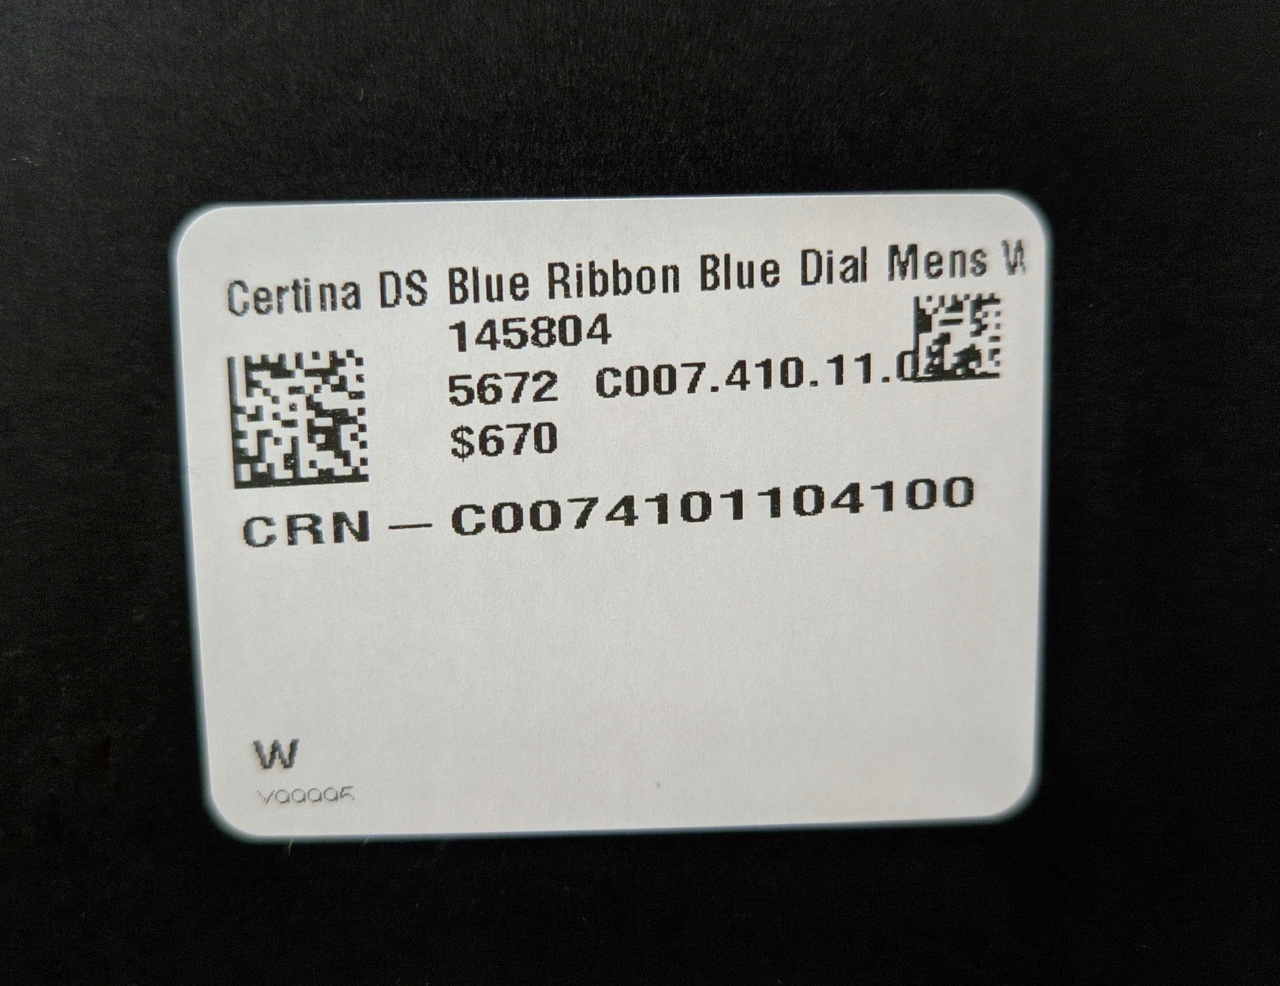 Certina DS Blue Ribbon Blue Dial Mens W
145804
5672 C007.410.11.0
$670
CRN — C0074101104100
W